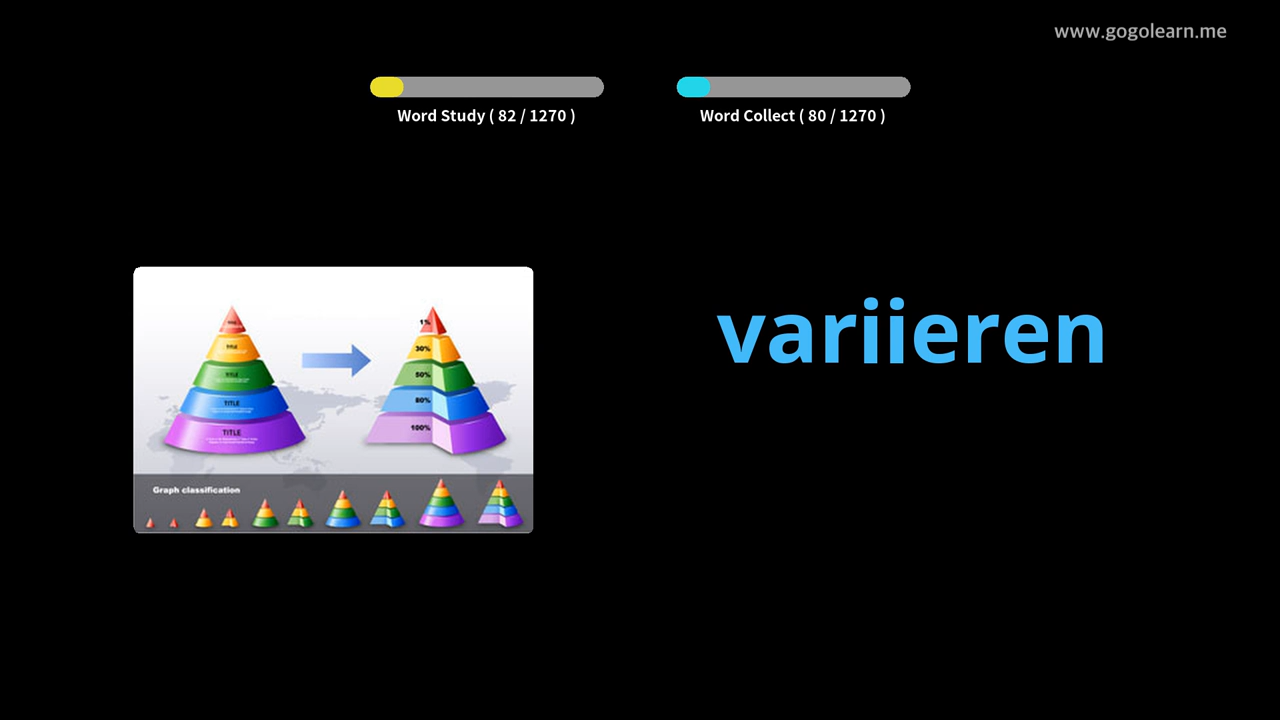 www.gogolearn.me
Word Study ( 82 / 1270 )
Word Collect ( 80 / 1270 )
variieren
1%
30%
TITLE
50%
TITLE
80%
TITLE
100%
TITLE
Graph classification